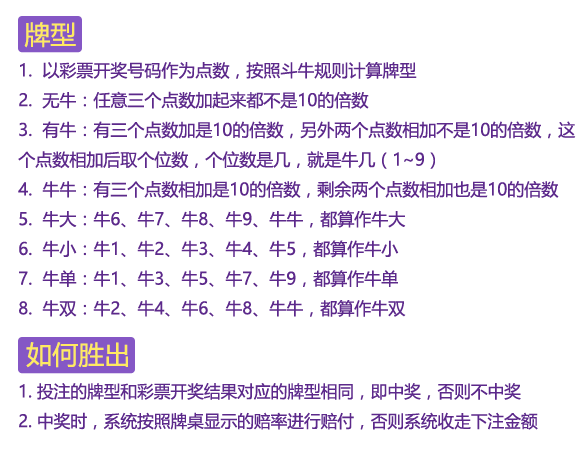 牌型
1. 以彩票开奖号码作为点数，按照斗牛规则计算牌型
2. 无牛：任意三个点数加起来都不是10的倍数
3. 有牛：有三个点数加是10的倍数，另外两个点数相加不是10的倍数，这
个点数相加后取个位数，个位数是几，就是牛几（1~9）
4. 牛牛：有三个点数相加是10的倍数，剩余两个点数相加也是10的倍数
5. 牛大：牛6、牛7、牛8、牛9、牛牛，都算作牛大
6. 牛小：牛1、牛2、牛3、牛4、牛5，都算作牛小
7. 牛单：牛1、牛3、牛5、牛7、牛9，都算作牛单
8. 牛双：牛2、牛4、牛6、牛8、牛牛，都算作牛双
如何胜出
1. 投注的牌型和彩票开奖结果对应的牌型相同，即中奖，否则不中奖
2. 中奖时，系统按照牌桌显示的赔率进行赔付，否则系统收走下注金额